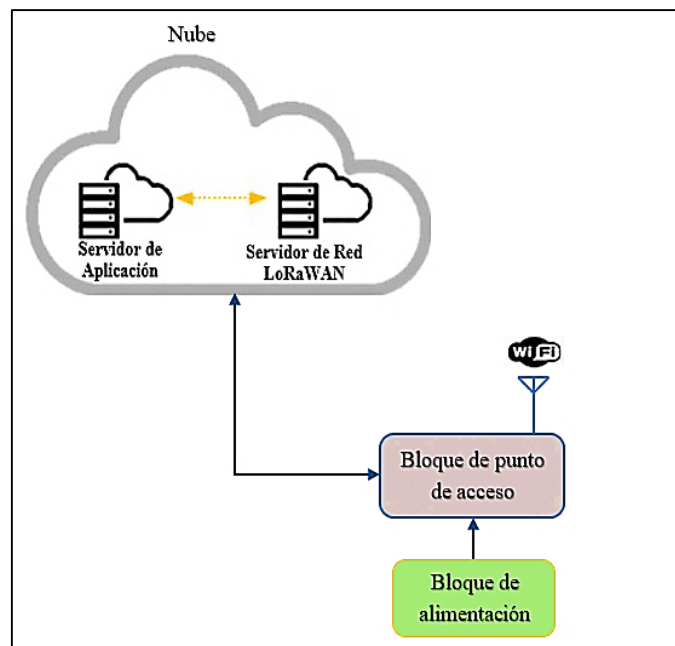 Nube
Servidor de
Aplicación
Servidor de Red
LoRaWAN
WiFi
Bloque de punto
de acceso
Bloque de
alimentación